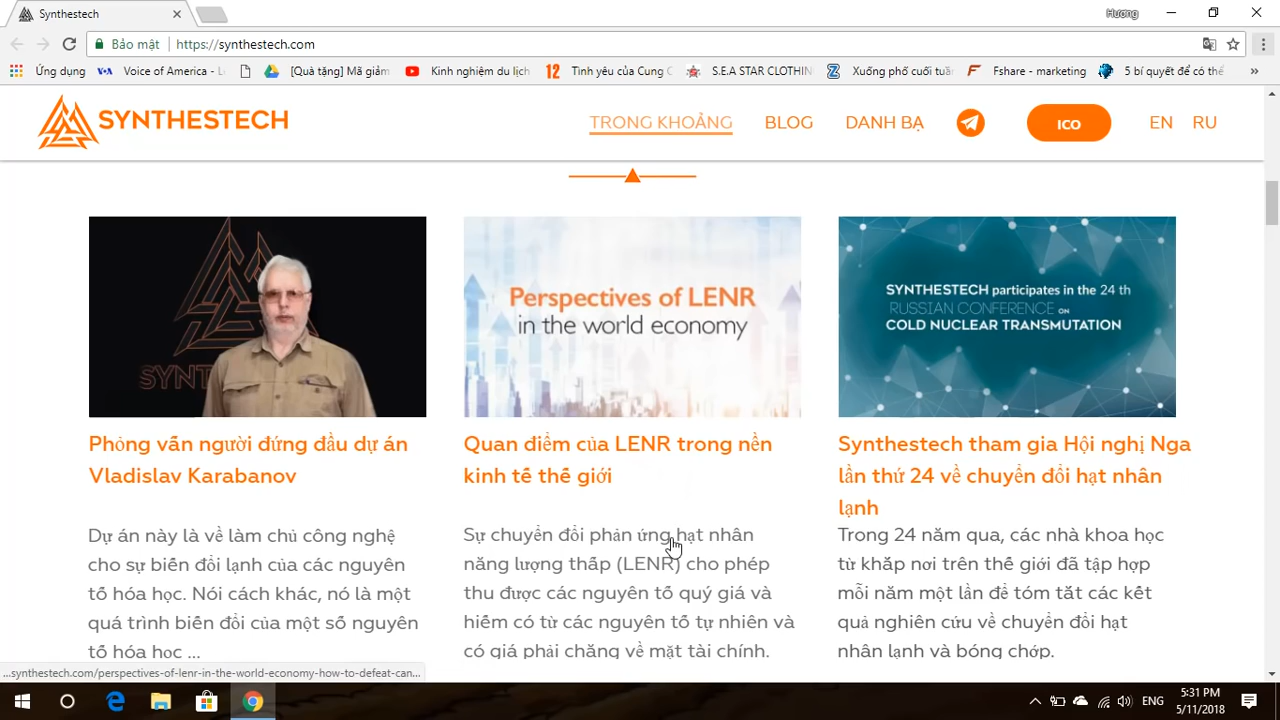 Synthestech
Hương
Bảo mật
https://synthestech.com
Ứng dụng
Voice of America - L
[Quà tặng] Mã giảm
Kinh nghiệm du lịch
12
Tinh yêu của Cung C
S.E.A STAR CLOTHIN
Z
Xuống phố cuối tuần
F
Fshare - marketing
5 bí quyết để có thể
»
SYNTHESTECH
TRONG KHOẢNG
BLOG
DANH BẠ
ICO
EN
RU
SYNT
Perspectives of LENR
in the world economy
SYNTHESTECH participates in the 24 th
RUSSIAN CONFERENCE ON
COLD NUCLEAR TRANSMUTATION
Phỏng vấn người đứng đầu dự án
Vladislav Karabanov
Dự án này là về làm chủ công nghệ
cho sự biến đổi lạnh của các nguyên
tố hóa học. Nói cách khác, nó là một
quá trình biến đổi của một số nguyên
tố hóa học ...
Quan điểm của LENR trong nền
kinh tế thế giới
Sự chuyển đổi phản ứng hạt nhân
năng lượng thấp (LENR) cho phép
thu được các nguyên tố quý giá và
hiếm có từ các nguyên tố tự nhiên và
có giá phải chăng về mặt tài chính.
Synthestech tham gia Hội nghị Nga
lần thứ 24 về chuyển đổi hạt nhân
lạnh
Trong 24 năm qua, các nhà khoa học
từ khắp nơi trên thế giới đã tập hợp
mỗi năm một lần để tóm tắt các kết
quả nghiên cứu về chuyển đổi hạt
nhân lạnh và bóng chớp.
...synthestech.com/perspectives-of-lenr-in-the-world-economy-how-to-defeat-can...
ENG
5:31 PM
5/11/2018